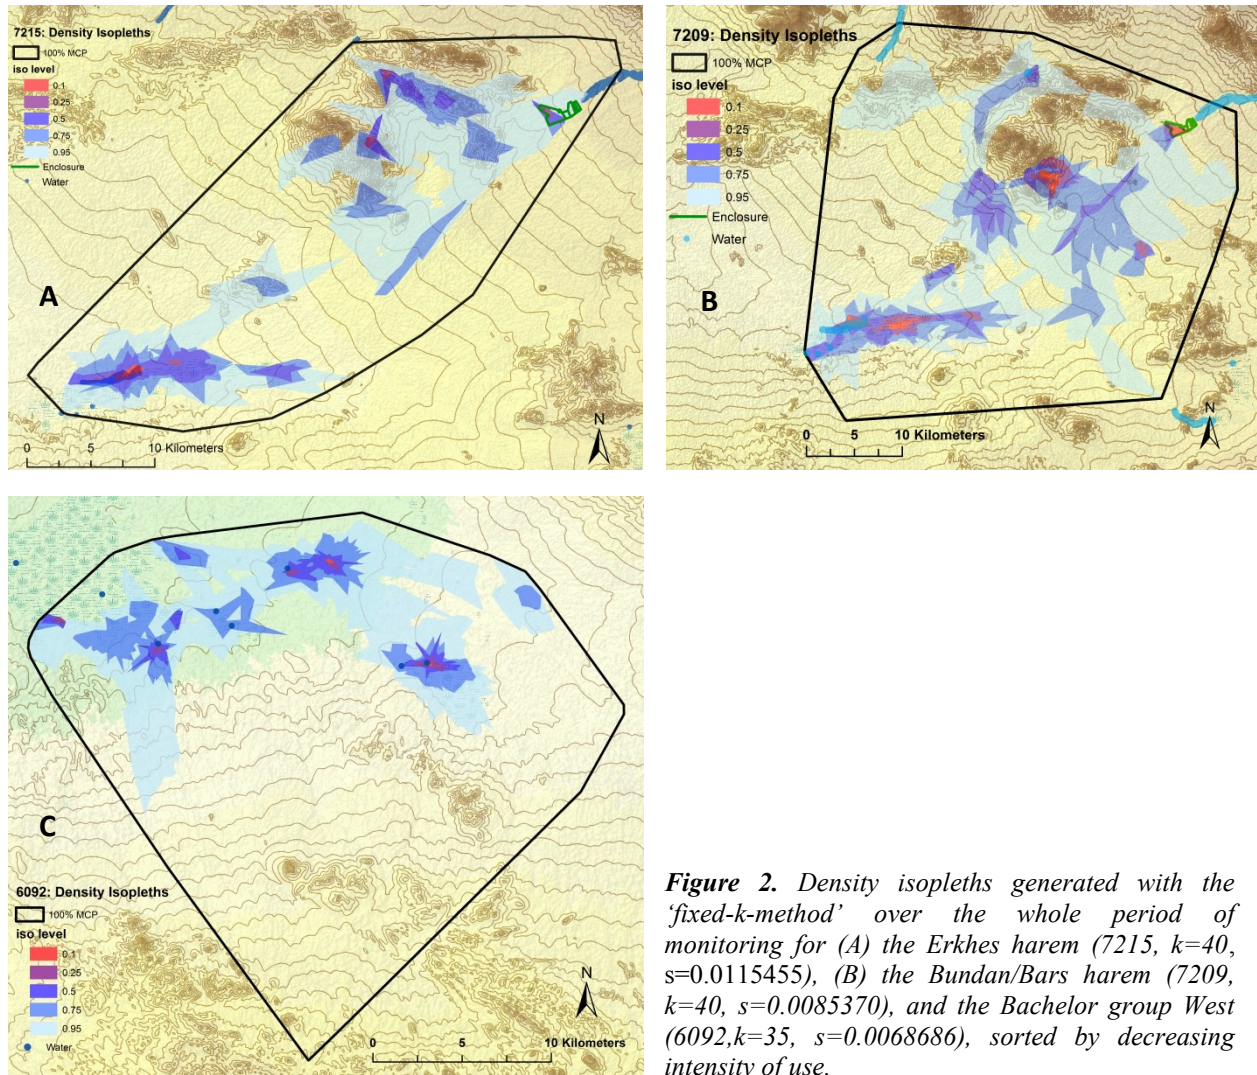 7215: Density Isopleths
100% MCP
iso level
0.1
0.25
0.5
0.75
0.95
Enclosure
Water
A
N
0 5 10 Kilometers
7209: Density Isopleths
100% MCP
iso level
0.1
0.25
0.5
0.75
0.95
Enclosure
Water
B
N
0 5 10 Kilometers
C
6092: Density Isopleths
100% MCP
iso level
0.1
0.25
0.5
0.75
0.95
Water
N
0 5 10 Kilometers
Figure 2. Density isopleths generated with the
‘fixed-k-method’ over the whole period of
monitoring for (A) the Erkhes harem (7215, k=40,
s=0.0115455), (B) the Bundan/Bars harem (7209,
k=40, s=0.0085370), and the Bachelor group West
(6092,k=35, s=0.0068686), sorted by decreasing
intensity of use.